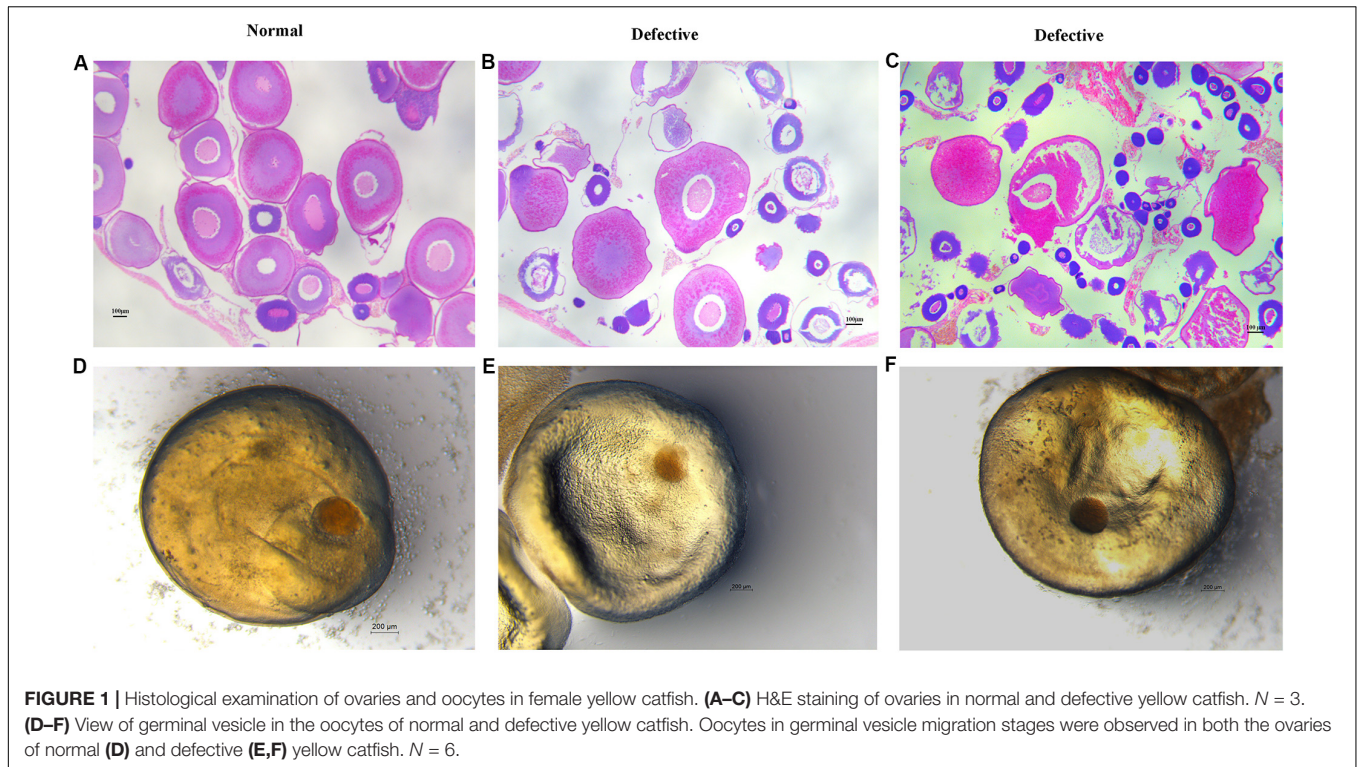 Normal
Defective
Defective
A
B
C
100μm
100μm
100 μm
D
E
F
200 μm
200 μm
200 μm
FIGURE 1 | Histological examination of ovaries and oocytes in female yellow catfish. (A–C) H&E staining of ovaries in normal and defective yellow catfish. N = 3.
(D–F) View of germinal vesicle in the oocytes of normal and defective yellow catfish. Oocytes in germinal vesicle migration stages were observed in both the ovaries
of normal (D) and defective (E,F) yellow catfish. N = 6.